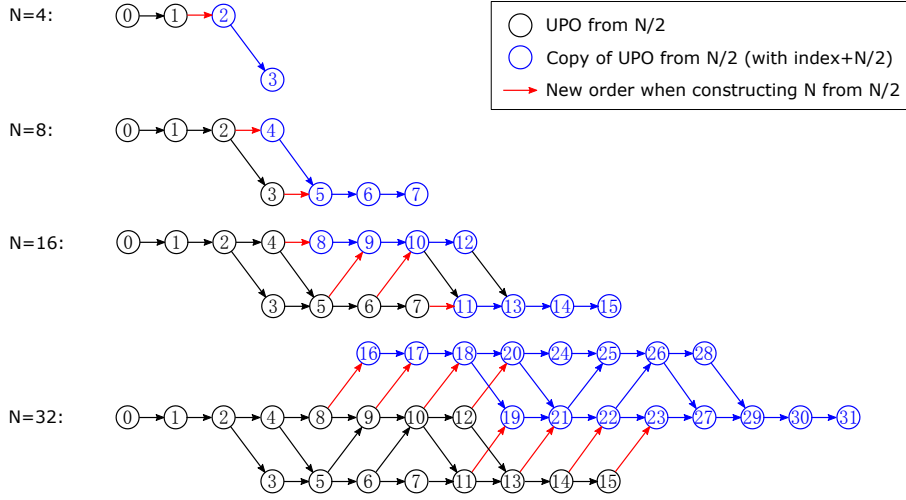 N=4:
0 1 2
3
UPO from N/2
Copy of UPO from N/2 (with index+N/2)
New order when constructing N from N/2
N=8:
0 1 2 4
3 5 6 7
N=16:
0 1 2 4 8 9 10 12
3 5 6 7 11 13 14 15
16 17 18 20 24 25 26 28
N=32:
0 1 2 4 8 9 10 12 19 21 22 23 27 29 30 31
3 5 6 7 11 13 14 15